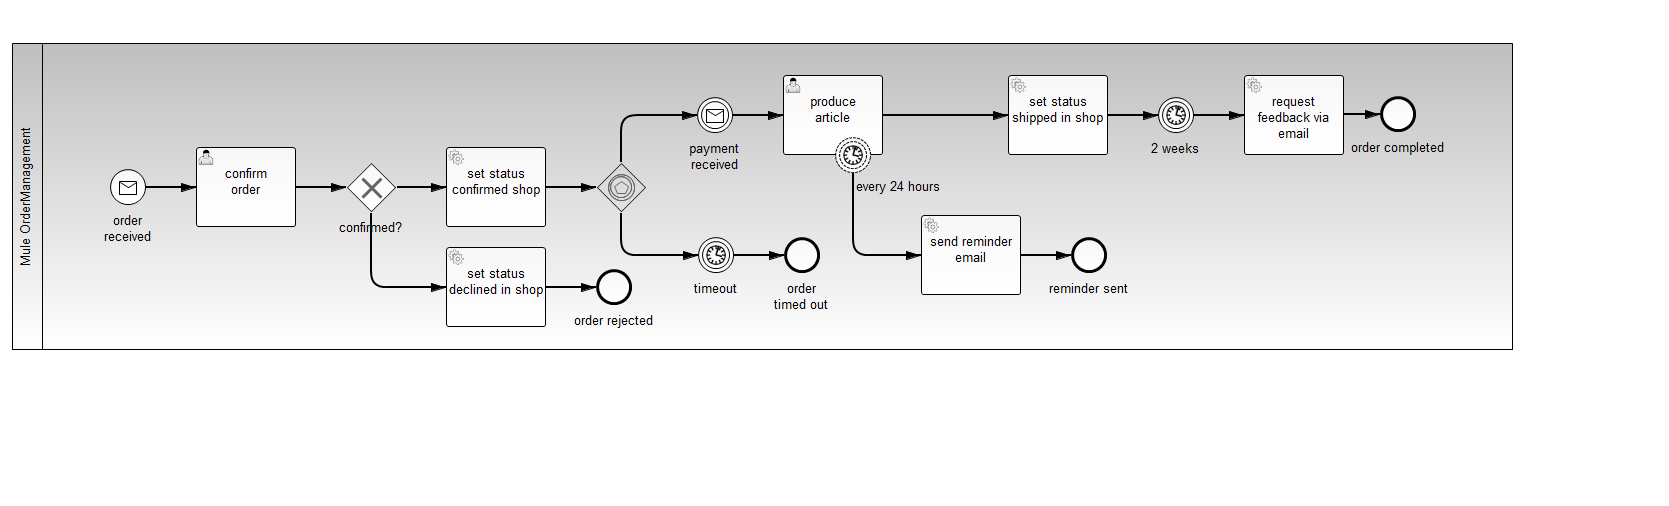 Mule OrderManagement
order
received
confirm
order
confirmed?
set status
confirmed shop
set status
declined in shop
order rejected
payment
received
timeout
order
timed out
produce
article
every 24 hours
send reminder
email
reminder sent
set status
shipped in shop
2 weeks
request
feedback via
email
order completed